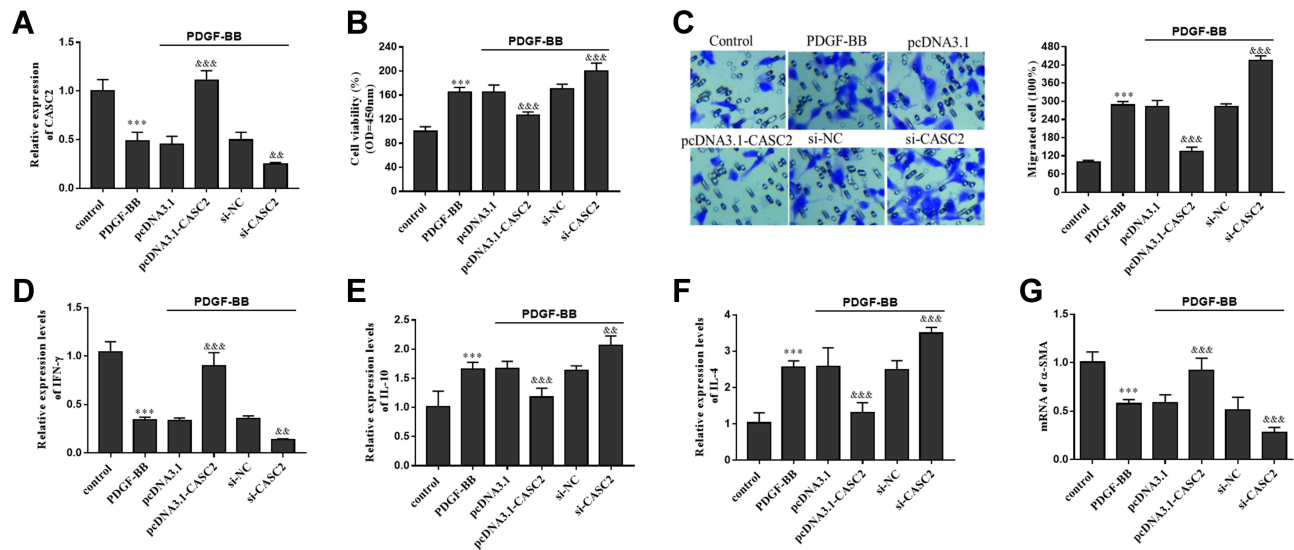 A
PDGF-BB
Relative expression
of CASC2
1.5
1.0
0.5
0.0
***
&&&
&&
control
PDGF-BB
pcDNA3.1
pcDNA3.1-CASC2
si-NC
si-CASC2
B
PDGF-BB
Cell viability (%)
(OD=450nm)
240
200
160
120
80
40
0
***
&&&
&&&
control
PDGF-BB
pcDNA3.1
pcDNA3.1-CASC2
si-NC
si-CASC2
C
Control
PDGF-BB
pcDNA3.1
pcDNA3.1-CASC2
si-NC
si-CASC2
PDGF-BB
Migrated cell (100%)
480
420
360
300
240
180
120
60
0
***
&&&
&&&
control
PDGF-BB
pcDNA3.1
pcDNA3.1-CASC2
si-NC
si-CASC2
D
PDGF-BB
Relative expression levels
of IFN-γ
1.5
1.0
0.5
0.0
***
&&&
&&
control
PDGF-BB
pcDNA3.1
pcDNA3.1-CASC2
si-NC
si-CASC2
E
PDGF-BB
Relative expression levels
of IL-10
2.5
2.0
1.5
1.0
0.5
0.0
***
&&&
&&
control
PDGF-BB
pcDNA3.1
pcDNA3.1-CASC2
si-NC
si-CASC2
F
PDGF-BB
Relative expression levels
of IL-4
4
3
2
1
0
***
&&&
&&&
control
PDGF-BB
pcDNA3.1
pcDNA3.1-CASC2
si-NC
si-CASC2
G
PDGF-BB
mRNA of α-SMA
1.5
1.0
0.5
0.0
***
&&&
&&&
control
PDGF-BB
pcDNA3.1
pcDNA3.1-CASC2
si-NC
si-CASC2